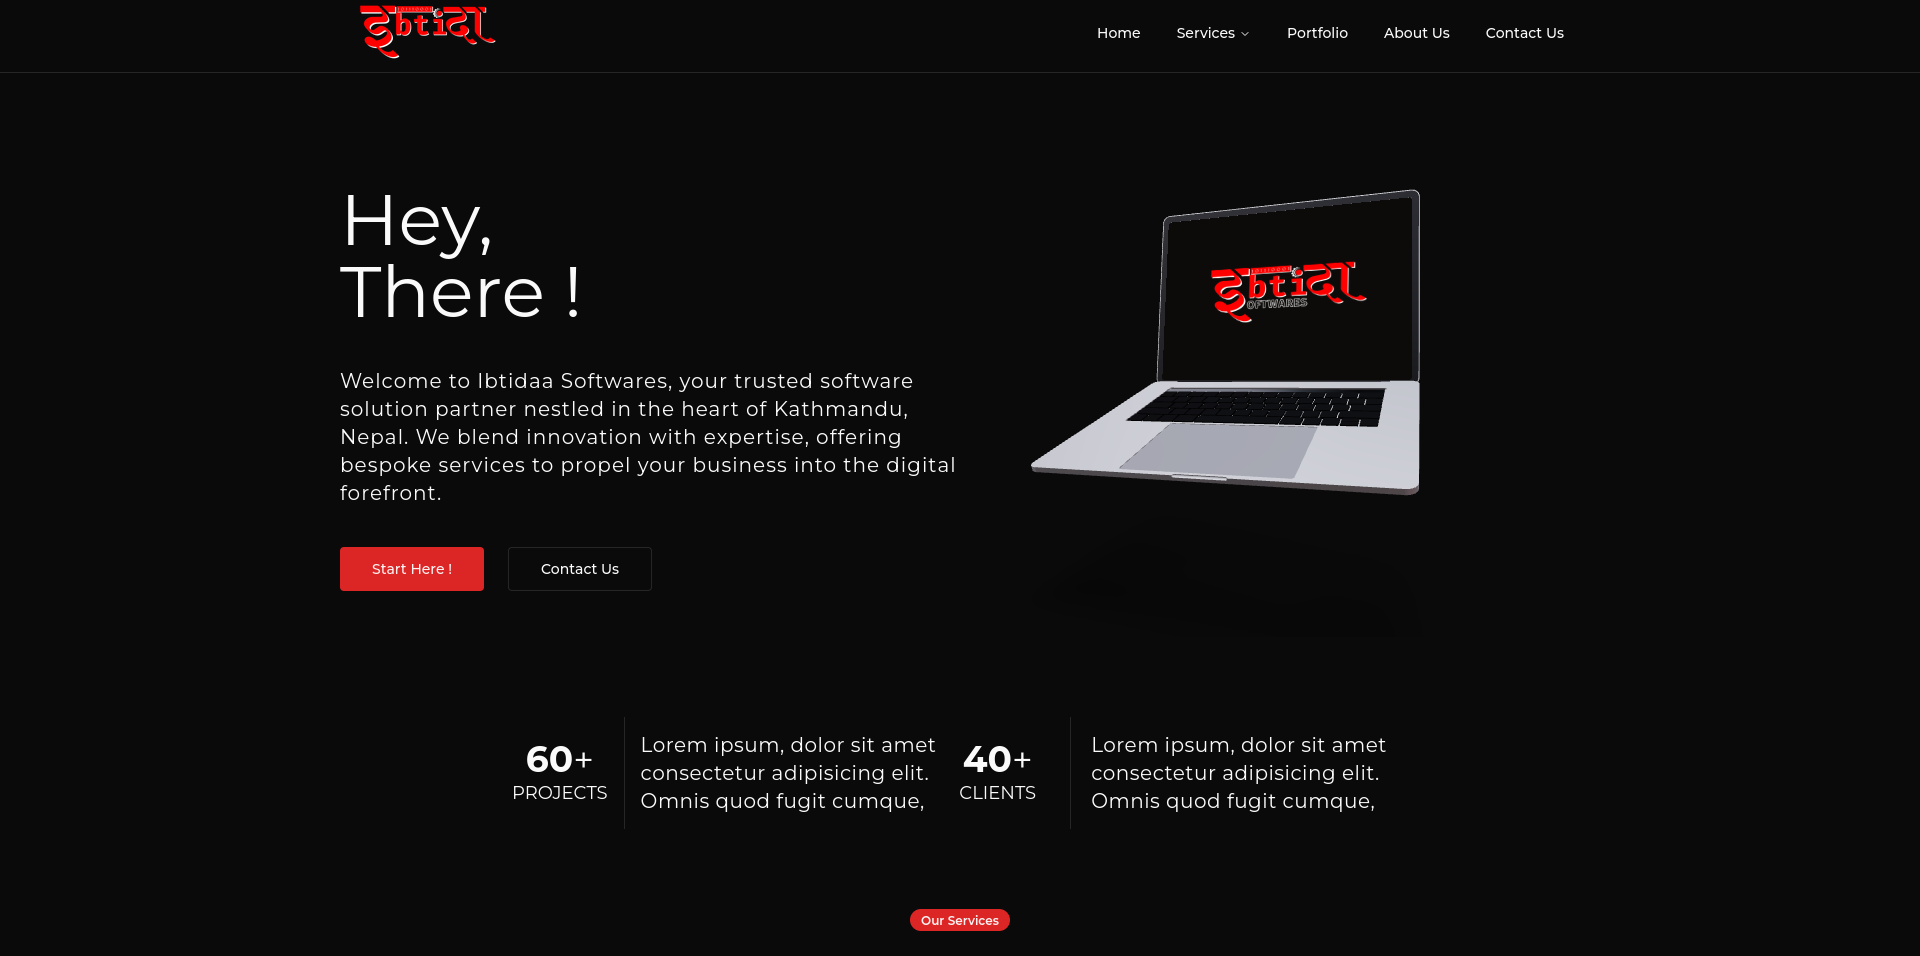 इbtiदा
Home
Services
Portfolio
About Us
Contact Us
Hey,
There !
इbtiदा
OFTWARES
Welcome to Ibtidaa Softwares, your trusted software
solution partner nestled in the heart of Kathmandu,
Nepal. We blend innovation with expertise, offering
bespoke services to propel your business into the digital
forefront.
Start Here !
Contact Us
60+
PROJECTS
Lorem ipsum, dolor sit amet
consectetur adipisicing elit.
Omnis quod fugit cumque,
40+
CLIENTS
Lorem ipsum, dolor sit amet
consectetur adipisicing elit.
Omnis quod fugit cumque,
Our Services